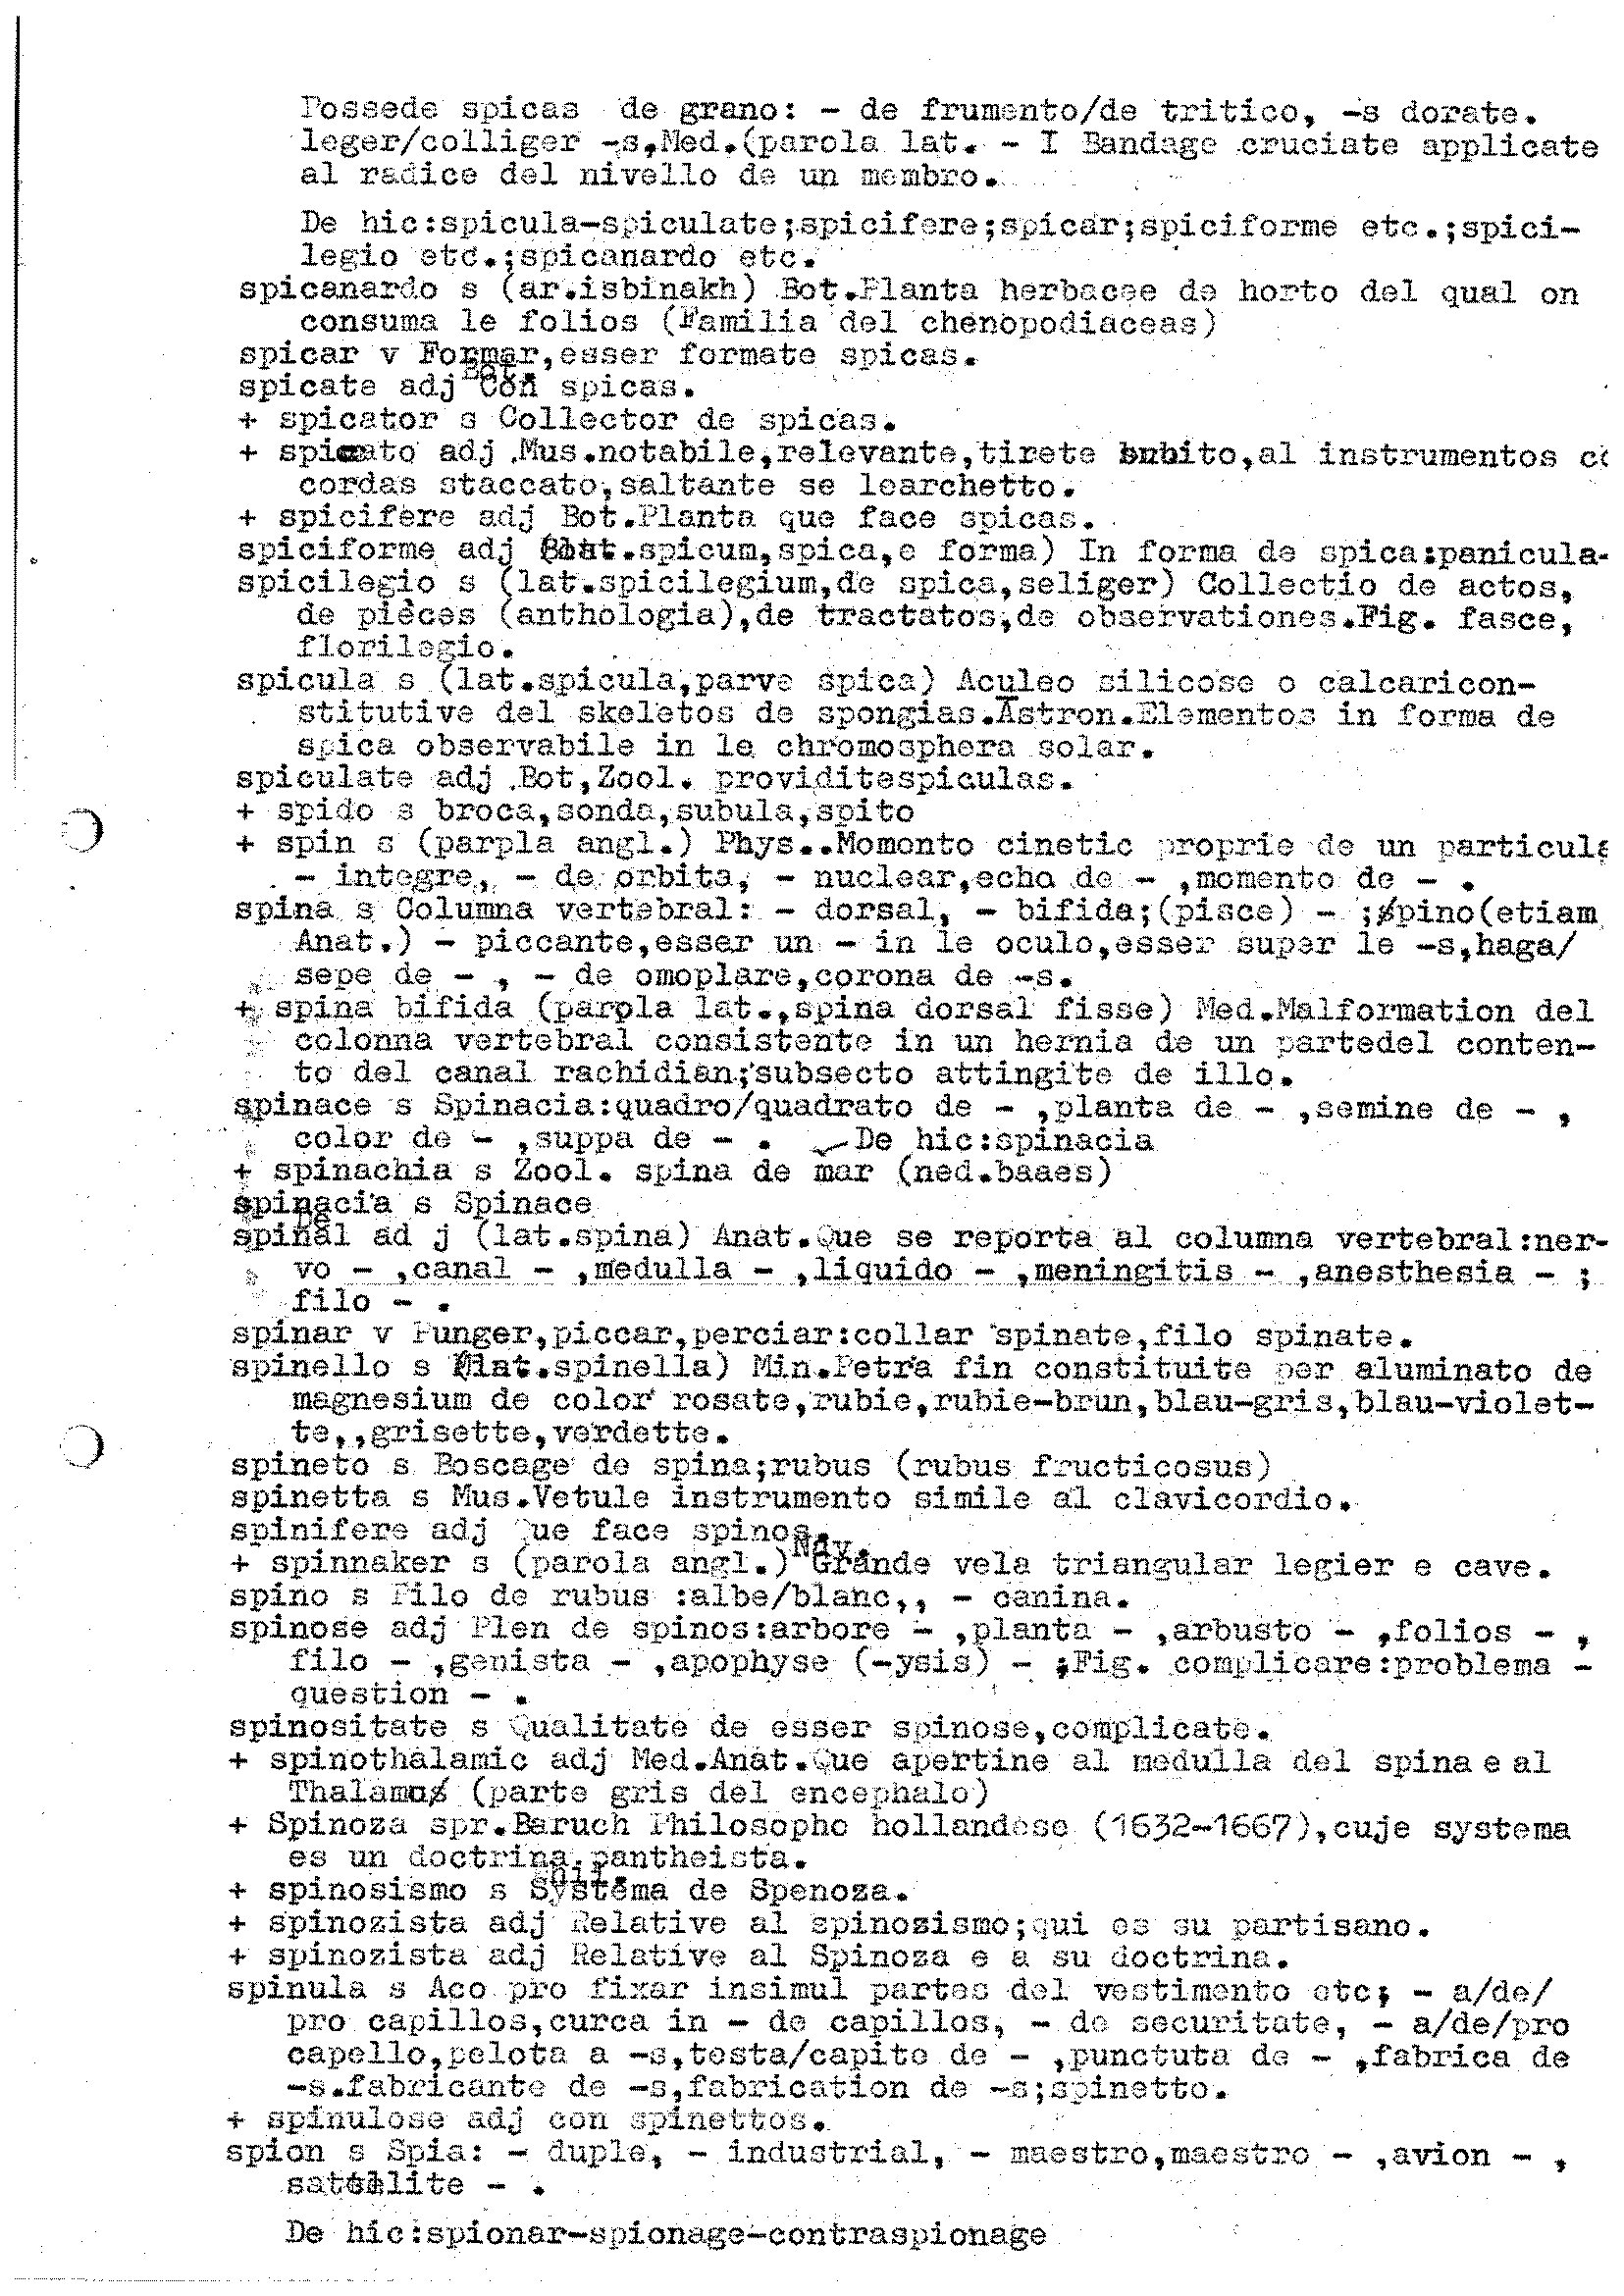 Possede spicas de grano: - de frumento/de tritico, -s dorate.
leger/colliger -s,Med.(parola lat. - I Bandage cruciate applicate
al radice del nivello de un membro.
De hic:spicula-spiculate;spicifere;spicar;spiciforme etc.;spici-
legio etc.;spicanardo etc.
spicanardo s (ar.isbinakh) Bot.Planta herbacee de horto del qual on
consuma le folios (Familia del chenopodiaceas)
spicar v Formar,esser formate spicas.
spicate adj Bot. Con spicas.
+ spicator s Collector de spicas.
+ spicato adj .Mus.notabile,relevante,tirete subito,al instrumentos
cordas staccato,saltante se learchetto.
+ spicifere adj Bot.Planta que face spicas.
spiciforme adj (lat.spicum,spica,e forma) In forma de spica:panicula-
spicilegio s (lat.spicilegium,de spica,seliger) Collectio de actos,
de pièces (anthologia),de tractatos,de observationes.Fig. fasce,
florilegio.
spicula s (lat.spicula,parve spica) Aculeo silicose o calcaricon-
stitutive del skeletos de spongias.Astron.Elementos in forma de
spica observabile in le chromosphera solar.
spiculate adj .Bot,Zool. providitespiculas.
+ spido s broca,sonda,subula,spito
+ spin s (parpla angl.) Phys..Momonto cinetic proprie de un particula
- integre, - de orbita, - nuclear,echo de - ,momento de - .
spina s Columna vertebral: - dorsal, - bifida;(pisce) - ;spino(etiam
Anat.) - piccante,esser un - in le oculo,esser super le -s,haga/
sepe de - , - de omoplare,corona de -s.
+ spina bifida (parpla lat.,spina dorsal fisse) Med.Malformation del
colonna vertebral consistente in un hernia de un partedel conten-
to del canal rachidian;subsecto attingite de illo.
spinace s Spinacia:quadro/quadrato de - ,planta de - ,semine de - ,
color de - ,suppa de - . De hic:spinacia
+ spinachia s Zool. spina de mar (ned.baaes)
spinacia s Spinace
spinal ad j (lat.spina) Anat.Que se reporta al columna vertebral:ner-
vo - ,canal - ,medulla - ,liquido - ,meningitis - ,anesthesia - ;
filo - .
spinar v Punger,piccar,perciar:collar spinate,filo spinate.
spinello s (lat.spinella) Min.Petra fin constituite per aluminato de
magnesium de color rosate,rubie,rubie-brun,blau-gris,blau-violet-
te,,grisette,verdette.
spineto s Boscage de spina;rubus (rubus fructicosus)
spinetta s Mus.Vetule instrumento simile al clavicordio.
spinifere adj Que face spinos.
+ spinnaker s (parola angl.) Nav. Grande vela triangular legier e cave.
spino s Filo de rubus :albe/blanc,, - canina.
spinose adj Plen de spinos:arbore - ,planta - ,arbusto - ,folios - ,
filo - ,genista - ,apophyse (-ysis) - ;Fig. complicare:problema -
question - .
spinositate s Qualitate de esser spinose,complicate.
+ spinothalamic adj Med.Anat.Que apertine al medulla del spina e al
Thalamus (parte gris del encephalo)
+ Spinoza spr.Baruch Philosopho hollandese (1632-1667),cuje systema
es un doctrina pantheista.
+ spinosismo s Phil. Systema de Spenoza.
+ spinozista adj Relative al spinozismo;qui es su partisano.
+ spinozista adj Relative al Spinoza e a su doctrina.
spinula s Aco pro fixar insimul partes del vestimento etc; - a/de/
pro capillos,curca in - de capillos, - de securitate, - a/de/pro
capello,pelota a -s,testa/capite de - ,punctuta de - ,fabrica de
-s.fabricante de -s,fabrication de -s;spinetto.
+ spinulose adj con spinettos.
spion s Spia: - duple, - industrial, - maestro,maestro - ,avion - ,
satellite - .
De hic:spionar-spionage-contraspionage